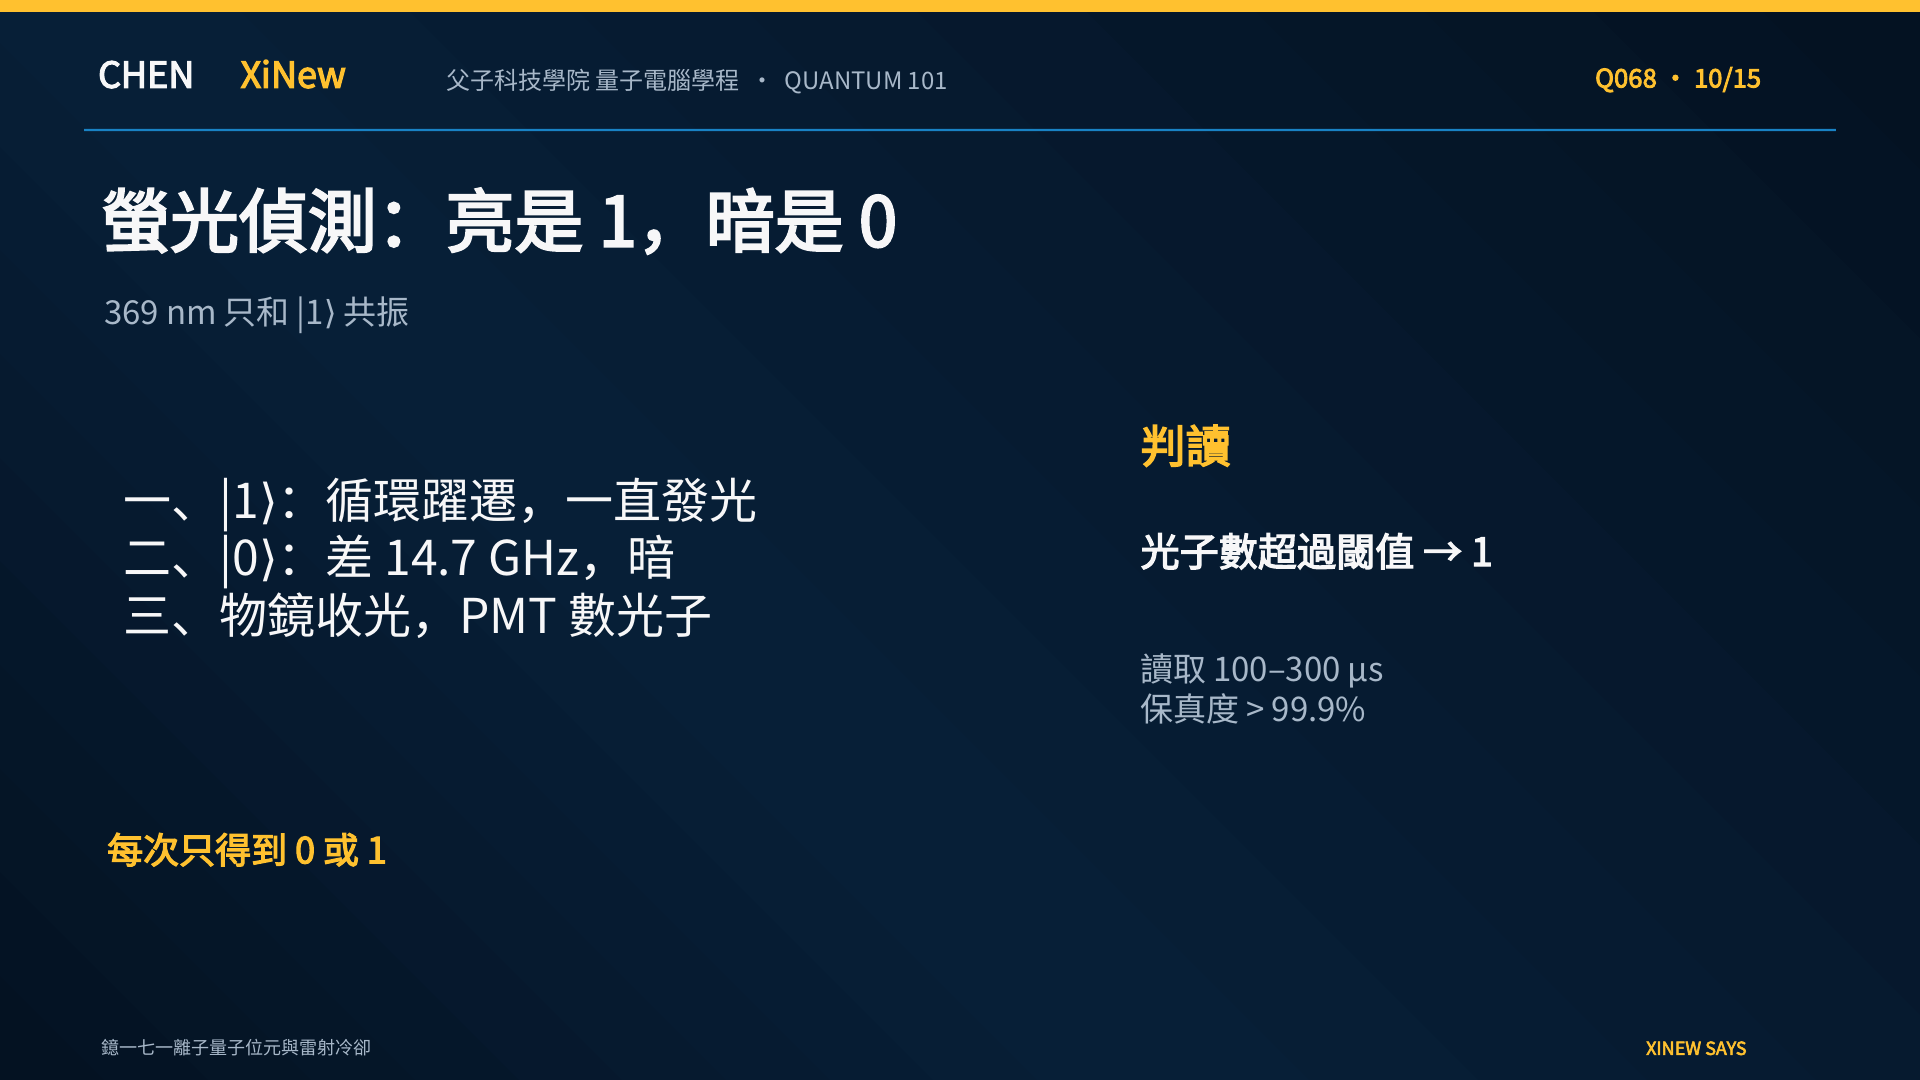 CHEN XiNew 父子科技學院 量子電腦學程 · QUANTUM 101 Q068 · 10/15
螢光偵測：亮是 1，暗是 0
369 nm 只和 |1⟩ 共振
一、|1⟩：循環躍遷，一直發光
二、|0⟩：差 14.7 GHz，暗
三、物鏡收光，PMT 數光子
判讀
光子數超過閾值 → 1
讀取 100–300 μs
保真度 > 99.9%
每次只得到 0 或 1
鐿一七一離子量子位元與雷射冷卻
XINEW SAYS